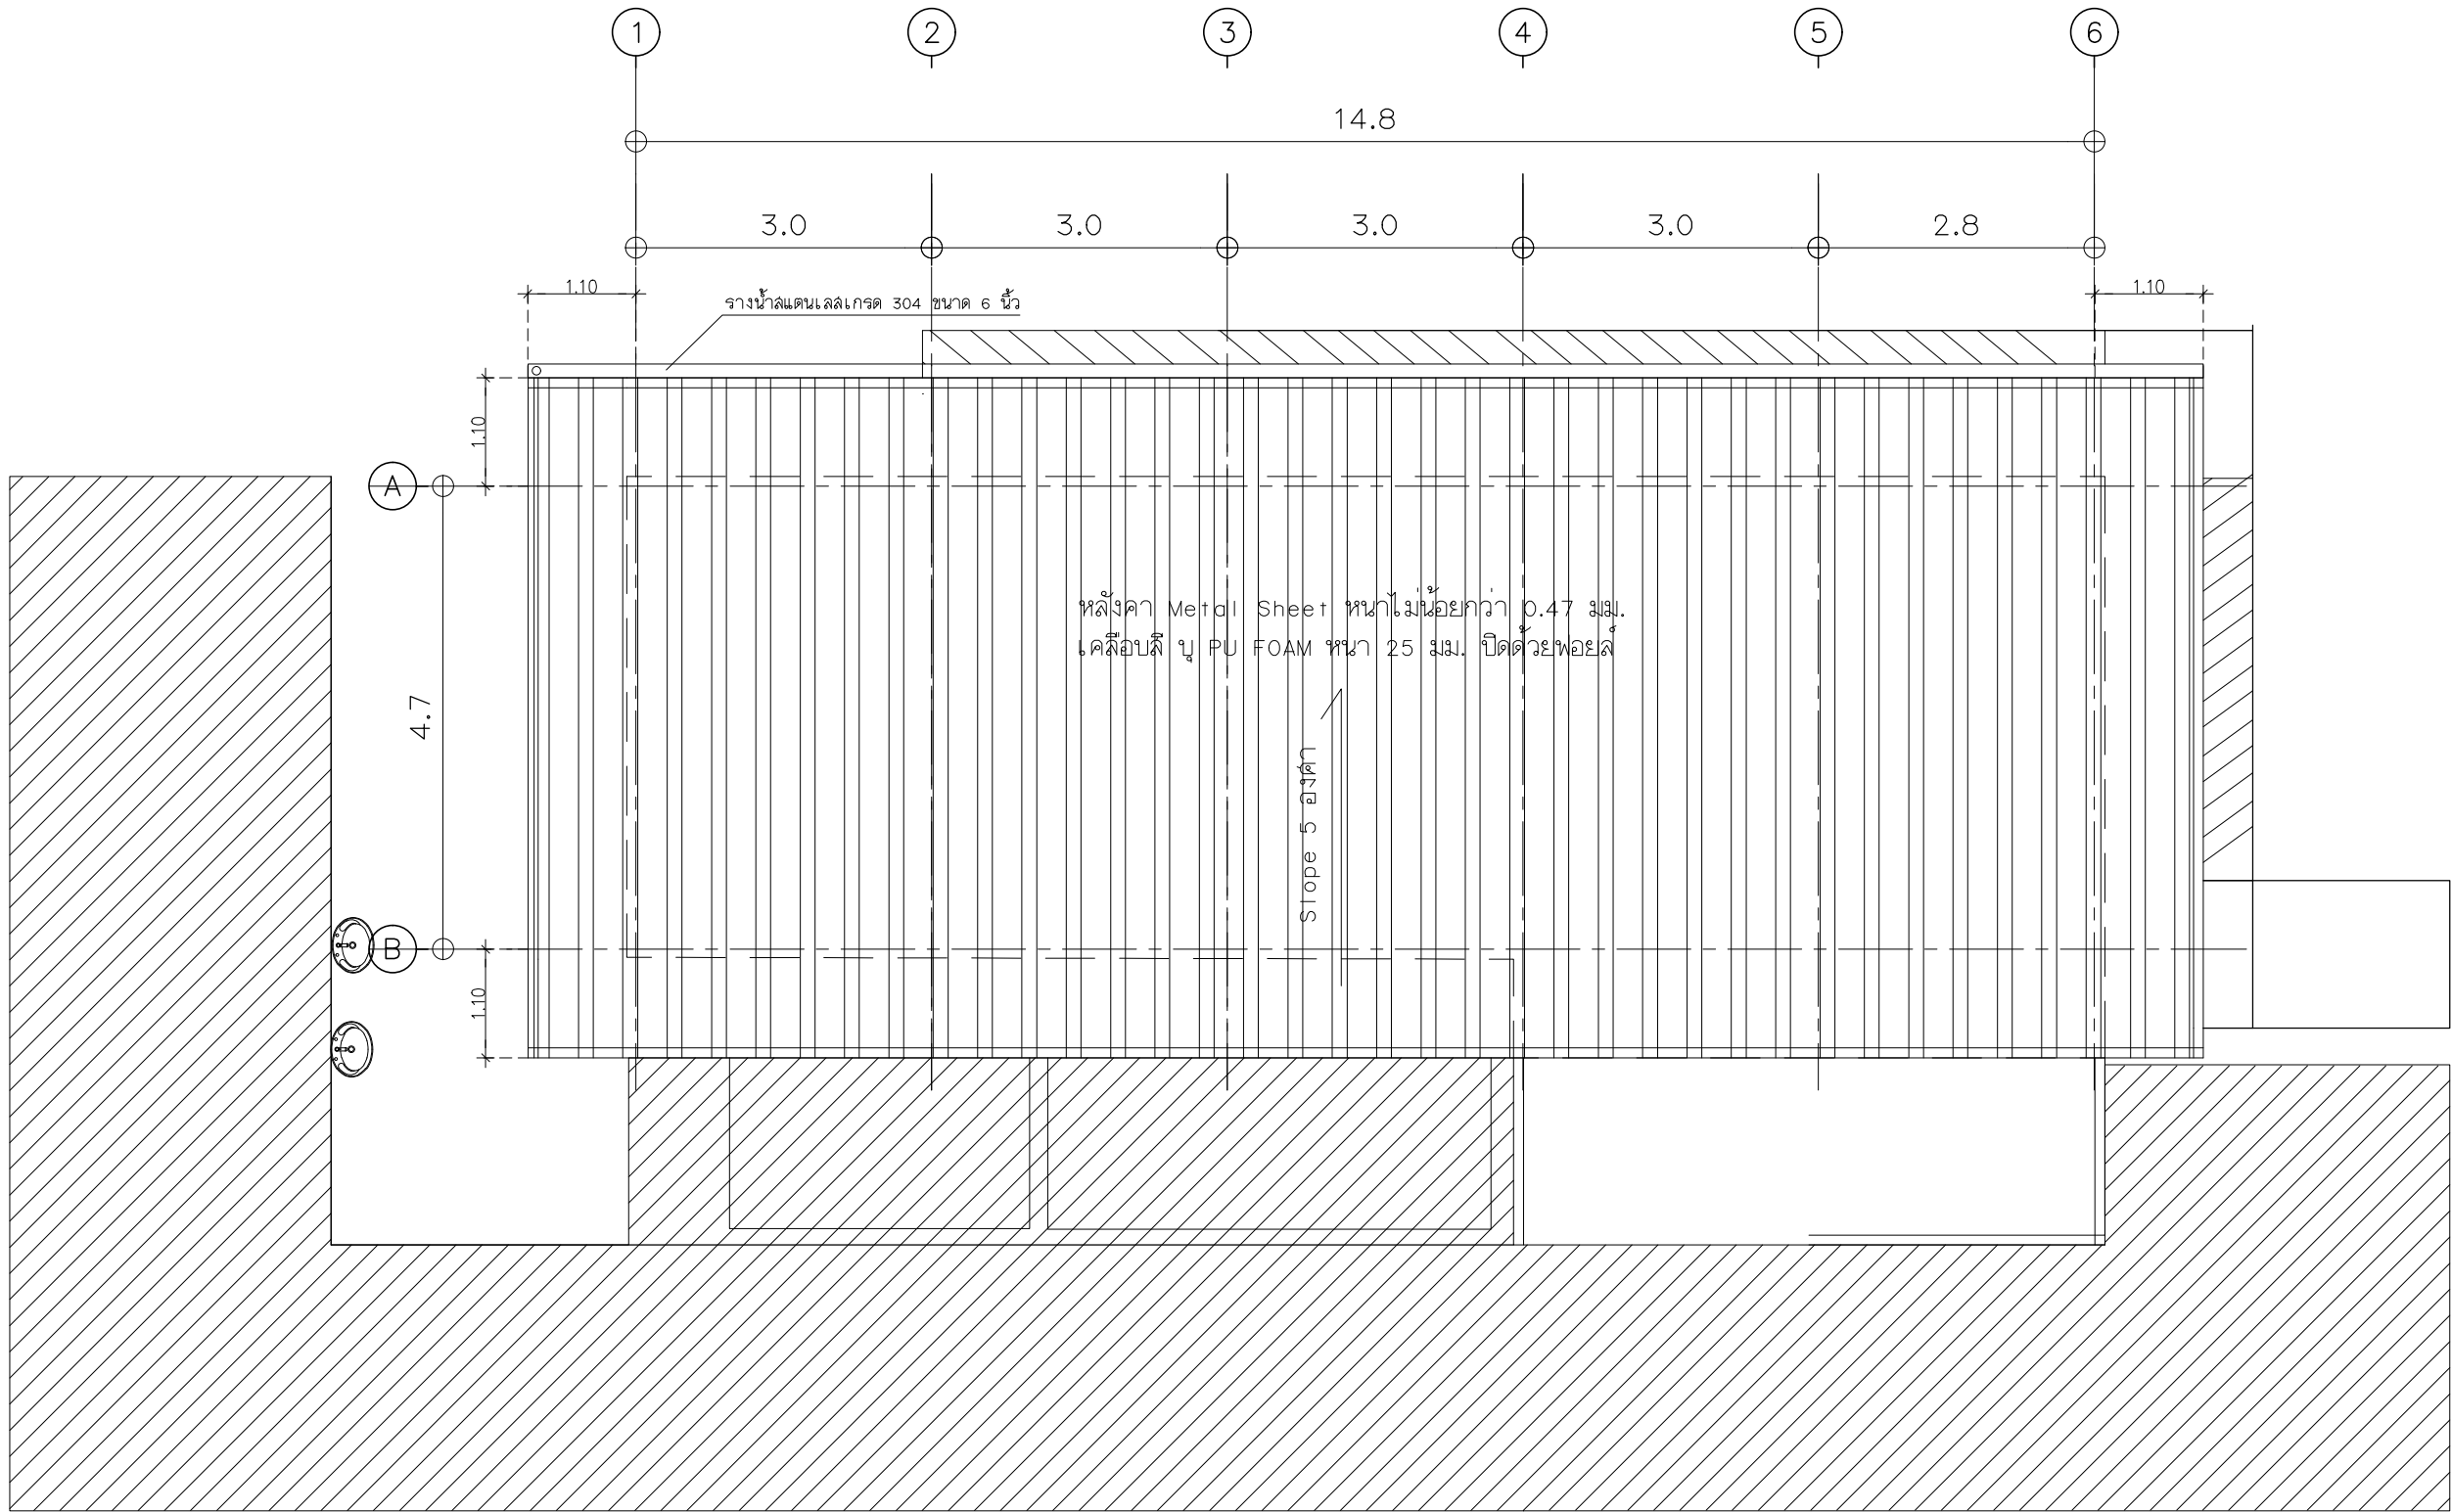 1 2 3 4 5 6
14.8
3.0 3.0 3.0 3.0 2.8
1.10 1.10
รางน้ำสแตนเลสเกรด 304 ขนาด 6 นิ้ว
1.10
A
หลังคา Metal Sheet หนาไม่น้อยกว่า 0.47 มม.
เคลือบสี บุ PU FOAM หนา 25 มม. ปิดด้วยฟอยล์
4.7
Slope 5 องศา
B
1.10